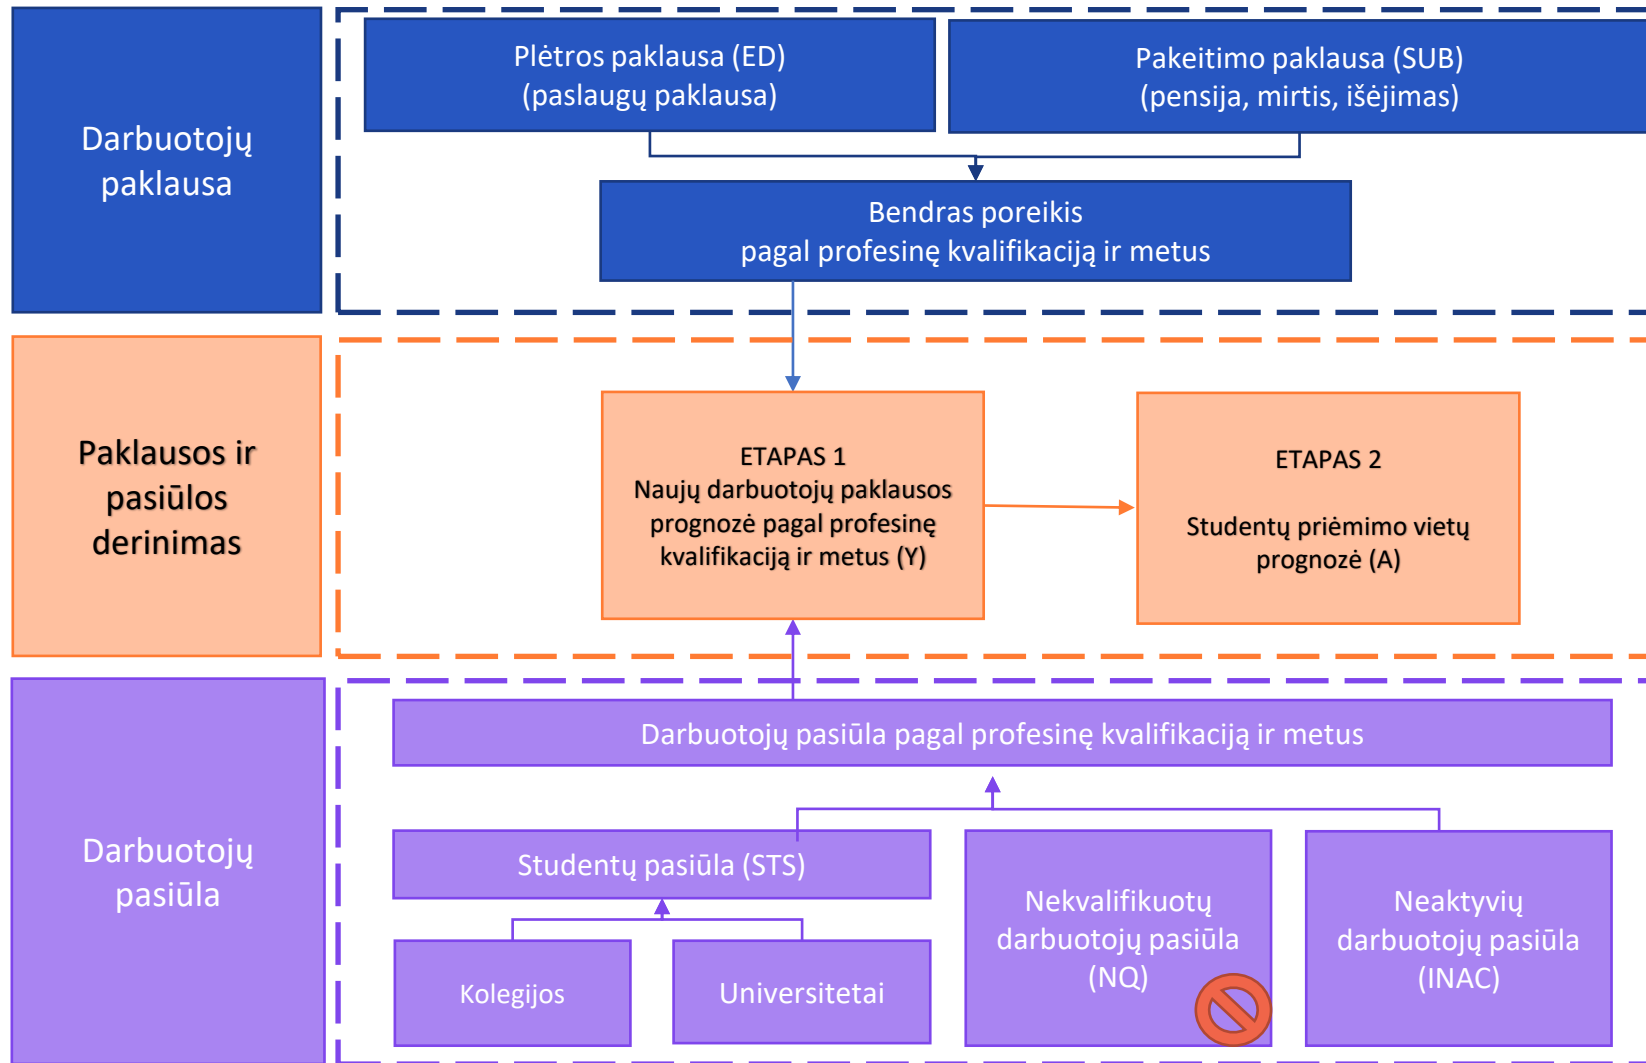 Darbuotojų
paklausa
Plėtros paklausa (ED)
(paslaugų paklausa)
Pakeitimo paklausa (SUB)
(pensija, mirtis, išėjimas)
Bendras poreikis
pagal profesinę kvalifikaciją ir metus
Paklausos ir
pasiūlos
derinimas
ETAPAS 1
Naujų darbuotojų paklausos
prognozė pagal profesinę
kvalifikaciją ir metus (Y)
ETAPAS 2
Studentų priėmimo vietų
prognozė (A)
Darbuotojų
pasiūla
Darbuotojų pasiūla pagal profesinę kvalifikaciją ir metus
Studentų pasiūla (STS)
Kolegijos
Universitetai
Nekvalifikuotų
darbuotojų pasiūla
(NQ)
Neaktyvių
darbuotojų pasiūla
(INAC)